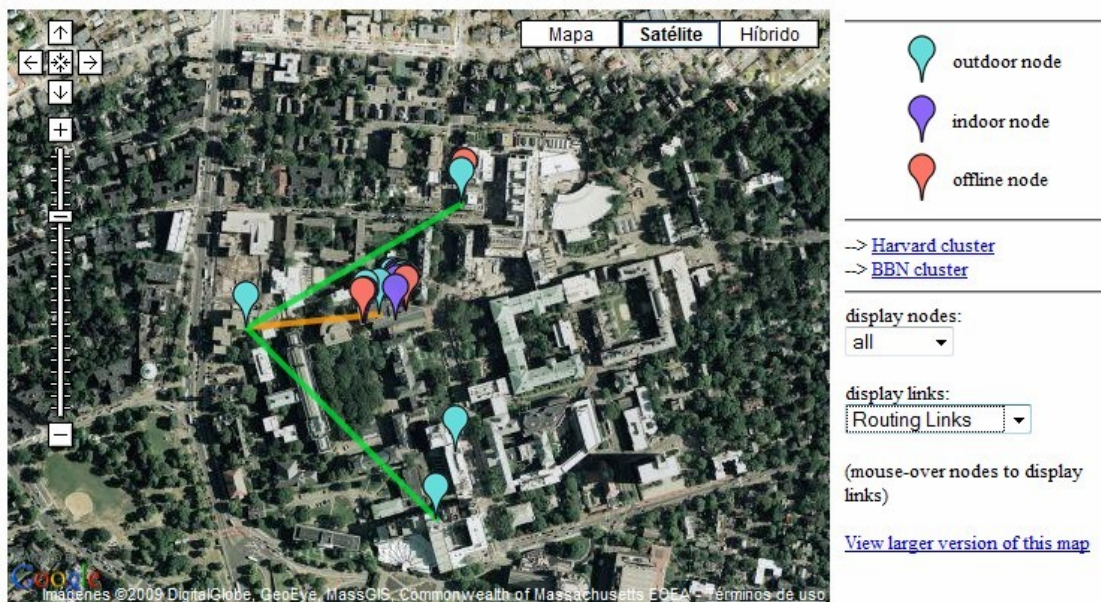 Mapa
Satélite
Híbrido
Google
Imágenes ©2009 DigitalGlobe, GeoEye, MassGIS, Commonwealth of Massachusetts EOEA - Términos de uso
outdoor node
indoor node
offline node
--> Harvard cluster
--> BBN cluster
display nodes:
all
display links:
Routing Links
(mouse-over nodes to display
links)
View larger version of this map